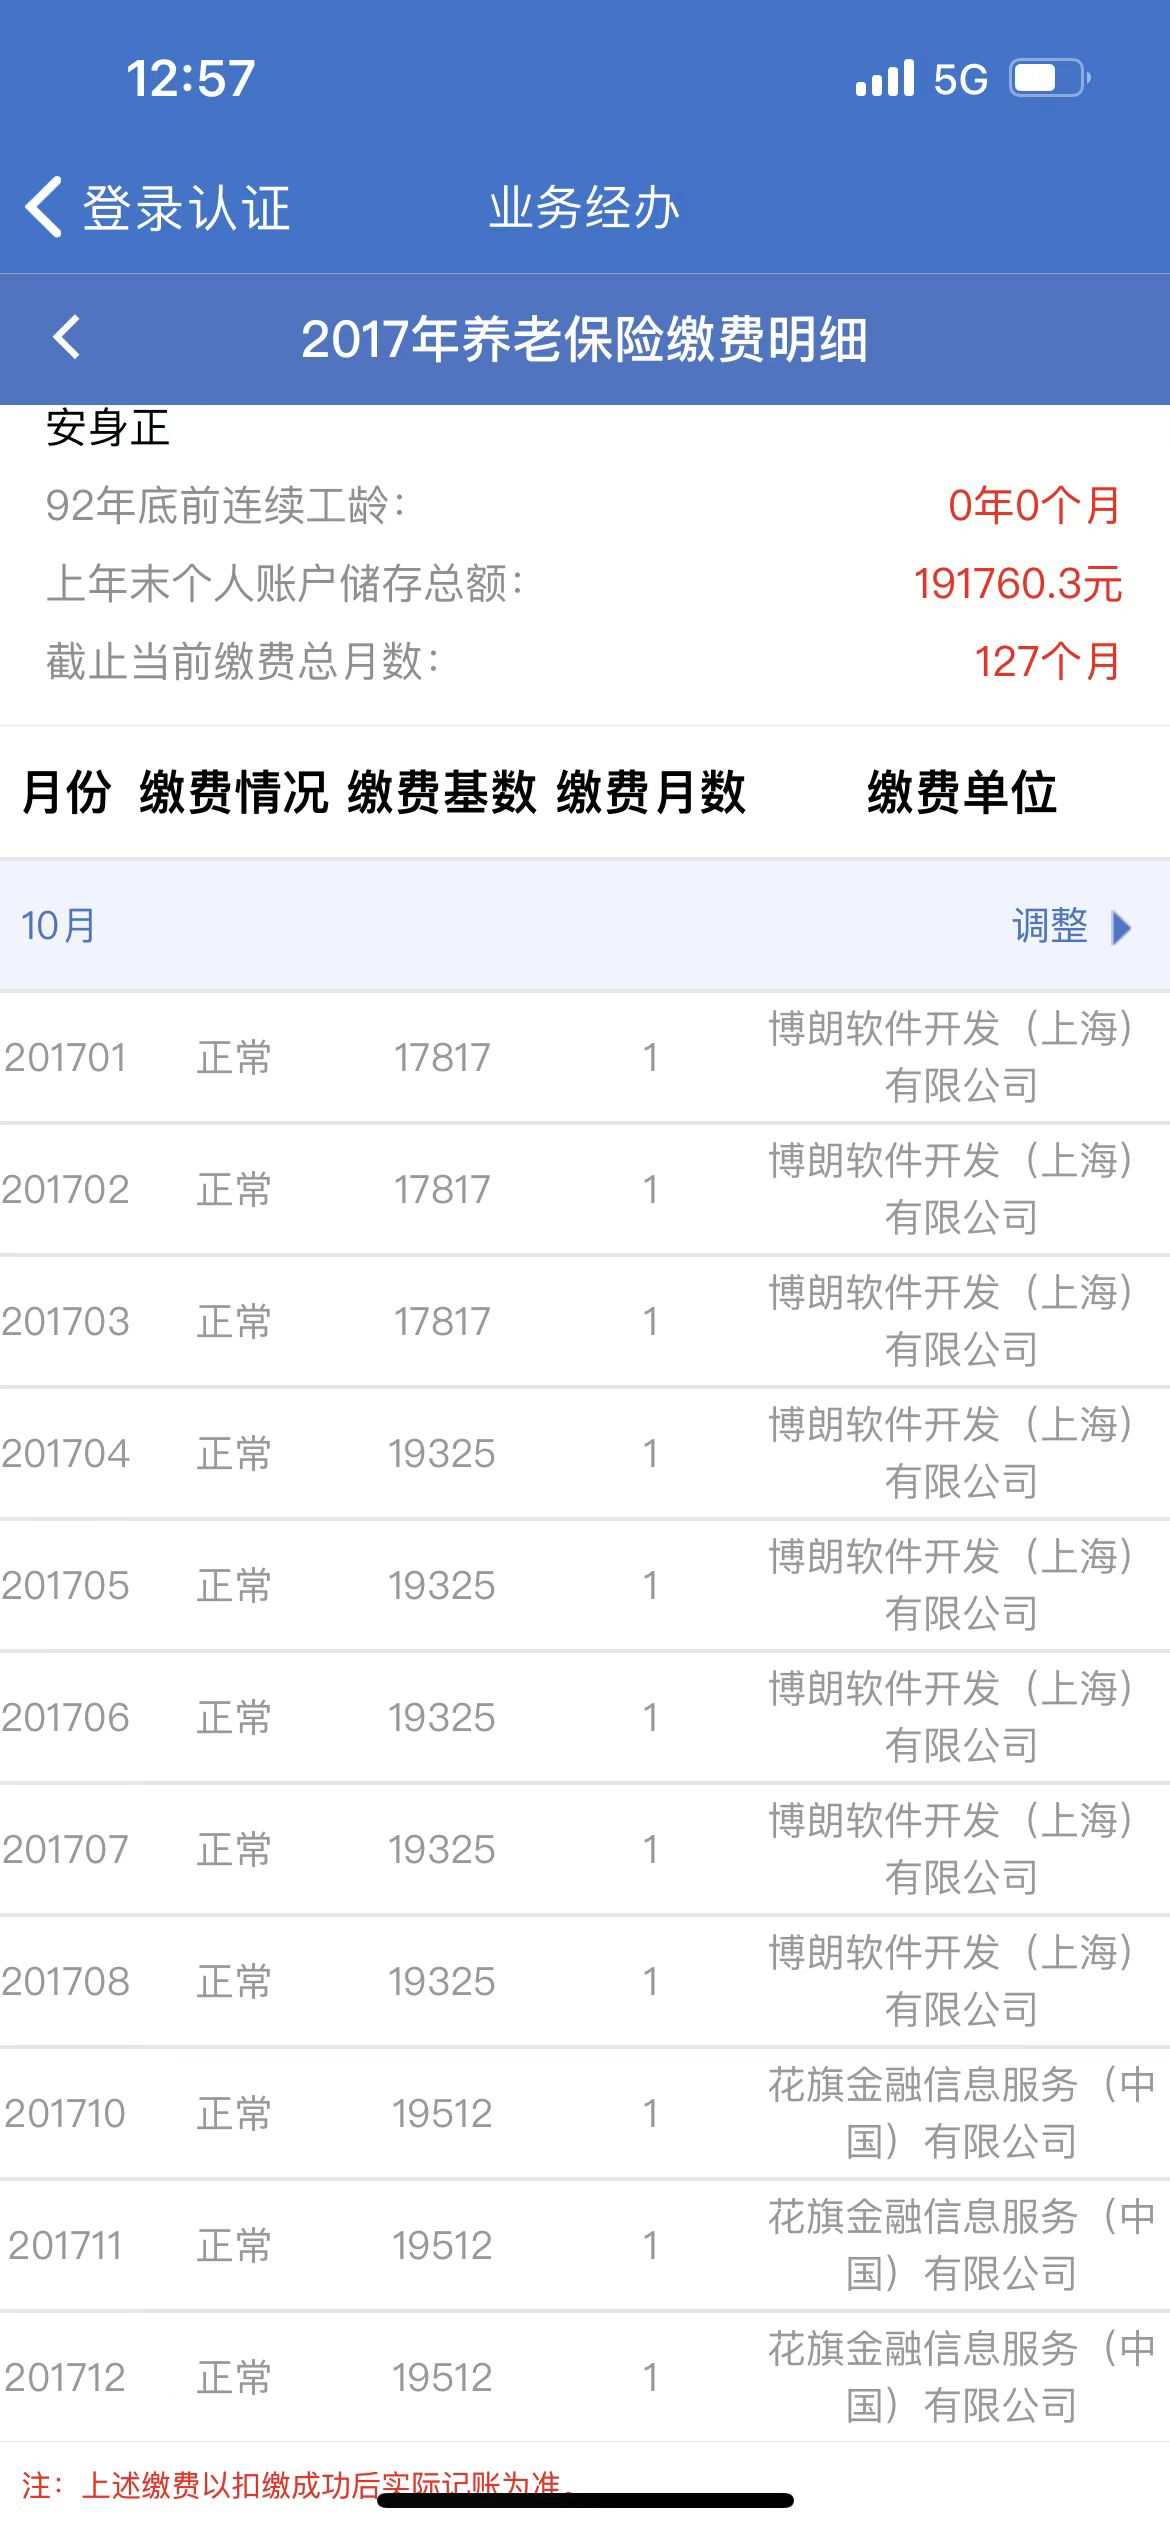 12:57 5G
登录认证 业务经办
2017年养老保险缴费明细
安身正
92年底前连续工龄： 0年0个月
上年末个人账户储存总额： 191760.3元
截止当前缴费总月数： 127个月
月份 缴费情况 缴费基数 缴费月数 缴费单位
10月 调整
201701 正常 17817 1 博朗软件开发（上海）
有限公司
201702 正常 17817 1 博朗软件开发（上海）
有限公司
201703 正常 17817 1 博朗软件开发（上海）
有限公司
201704 正常 19325 1 博朗软件开发（上海）
有限公司
201705 正常 19325 1 博朗软件开发（上海）
有限公司
201706 正常 19325 1 博朗软件开发（上海）
有限公司
201707 正常 19325 1 博朗软件开发（上海）
有限公司
201708 正常 19325 1 博朗软件开发（上海）
有限公司
201710 正常 19512 1 花旗金融信息服务（中
国）有限公司
201711 正常 19512 1 花旗金融信息服务（中
国）有限公司
201712 正常 19512 1 花旗金融信息服务（中
国）有限公司
注：上述缴费以扣缴成功后实际记账为准。